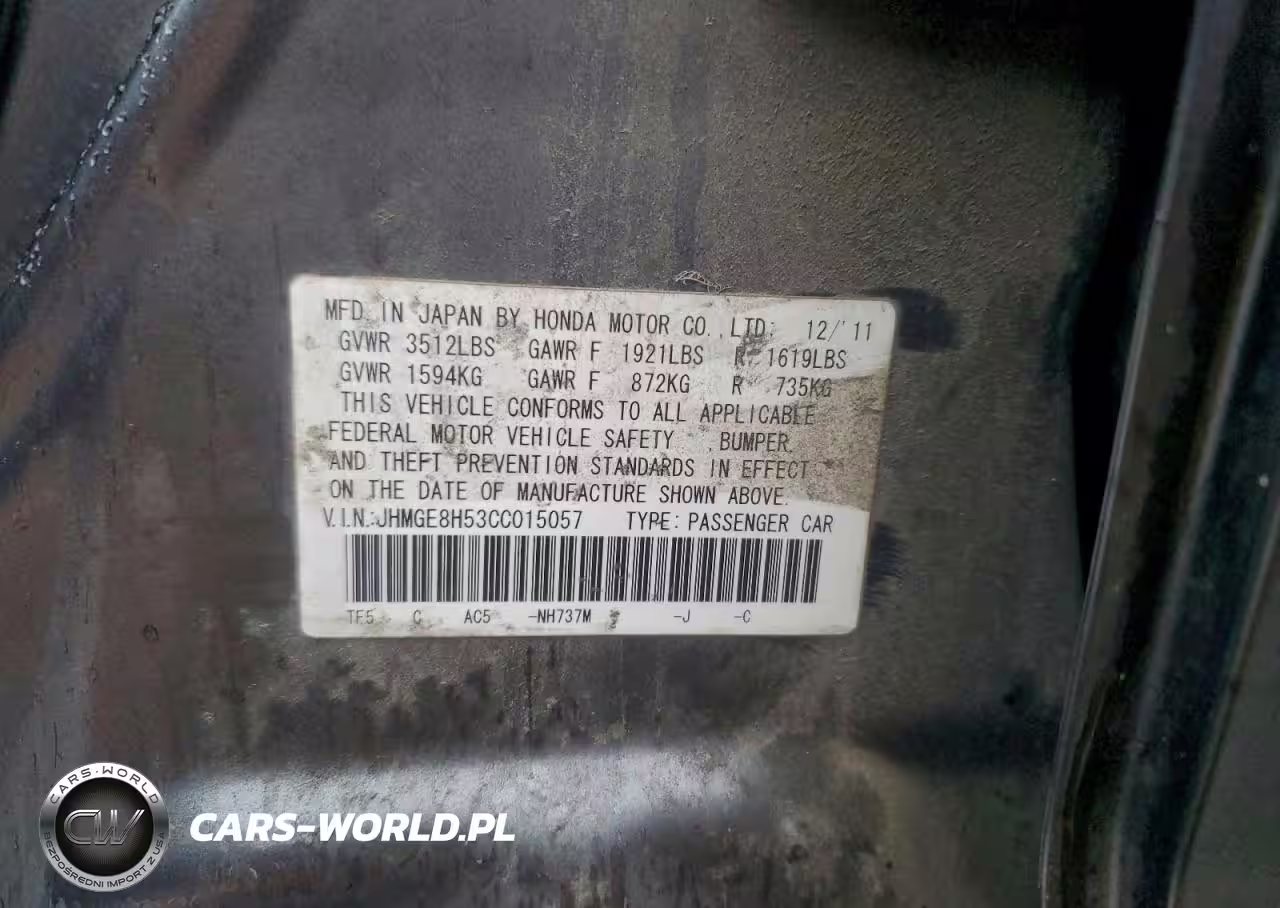 MFD. IN JAPAN BY HONDA MOTOR CO.,LTD. 12/'11
GVWR 3512LBS GAWR F 1921LBS R 1619LBS
GVWR 1594KG GAWR F 872KG R 735KG
THIS VEHICLE CONFORMS TO ALL APPLICABLE
FEDERAL MOTOR VEHICLE SAFETY ,BUMPER,
AND THEFT PREVENTION STANDARDS IN EFFECT
ON THE DATE OF MANUFACTURE SHOWN ABOVE.
V.I.N:JHMGE8H53CC015057 TYPE: PASSENGER CAR
TF5 C AC5 -NH737M -J -C
CARS-WORLD
CW
BEZPOŚREDNI IMPORT Z USA
CARS-WORLD.PL